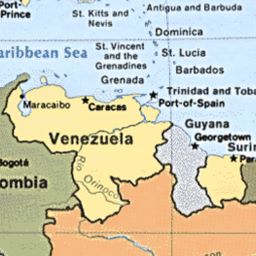 Port-
Prince
St. Kitts and
Nevis
Antigua and Barbuda
Dominica
aribbean Sea
St. Vincent
and the
Grenadines
St. Lucia
Barbados
Grenada
Maracaibo
Caracas
Trinidad and Toba
Port-of-Spain
Venezuela
Guyana
Georgetown
Surin
Para
Bogotá
ombia
Río
Orinoco